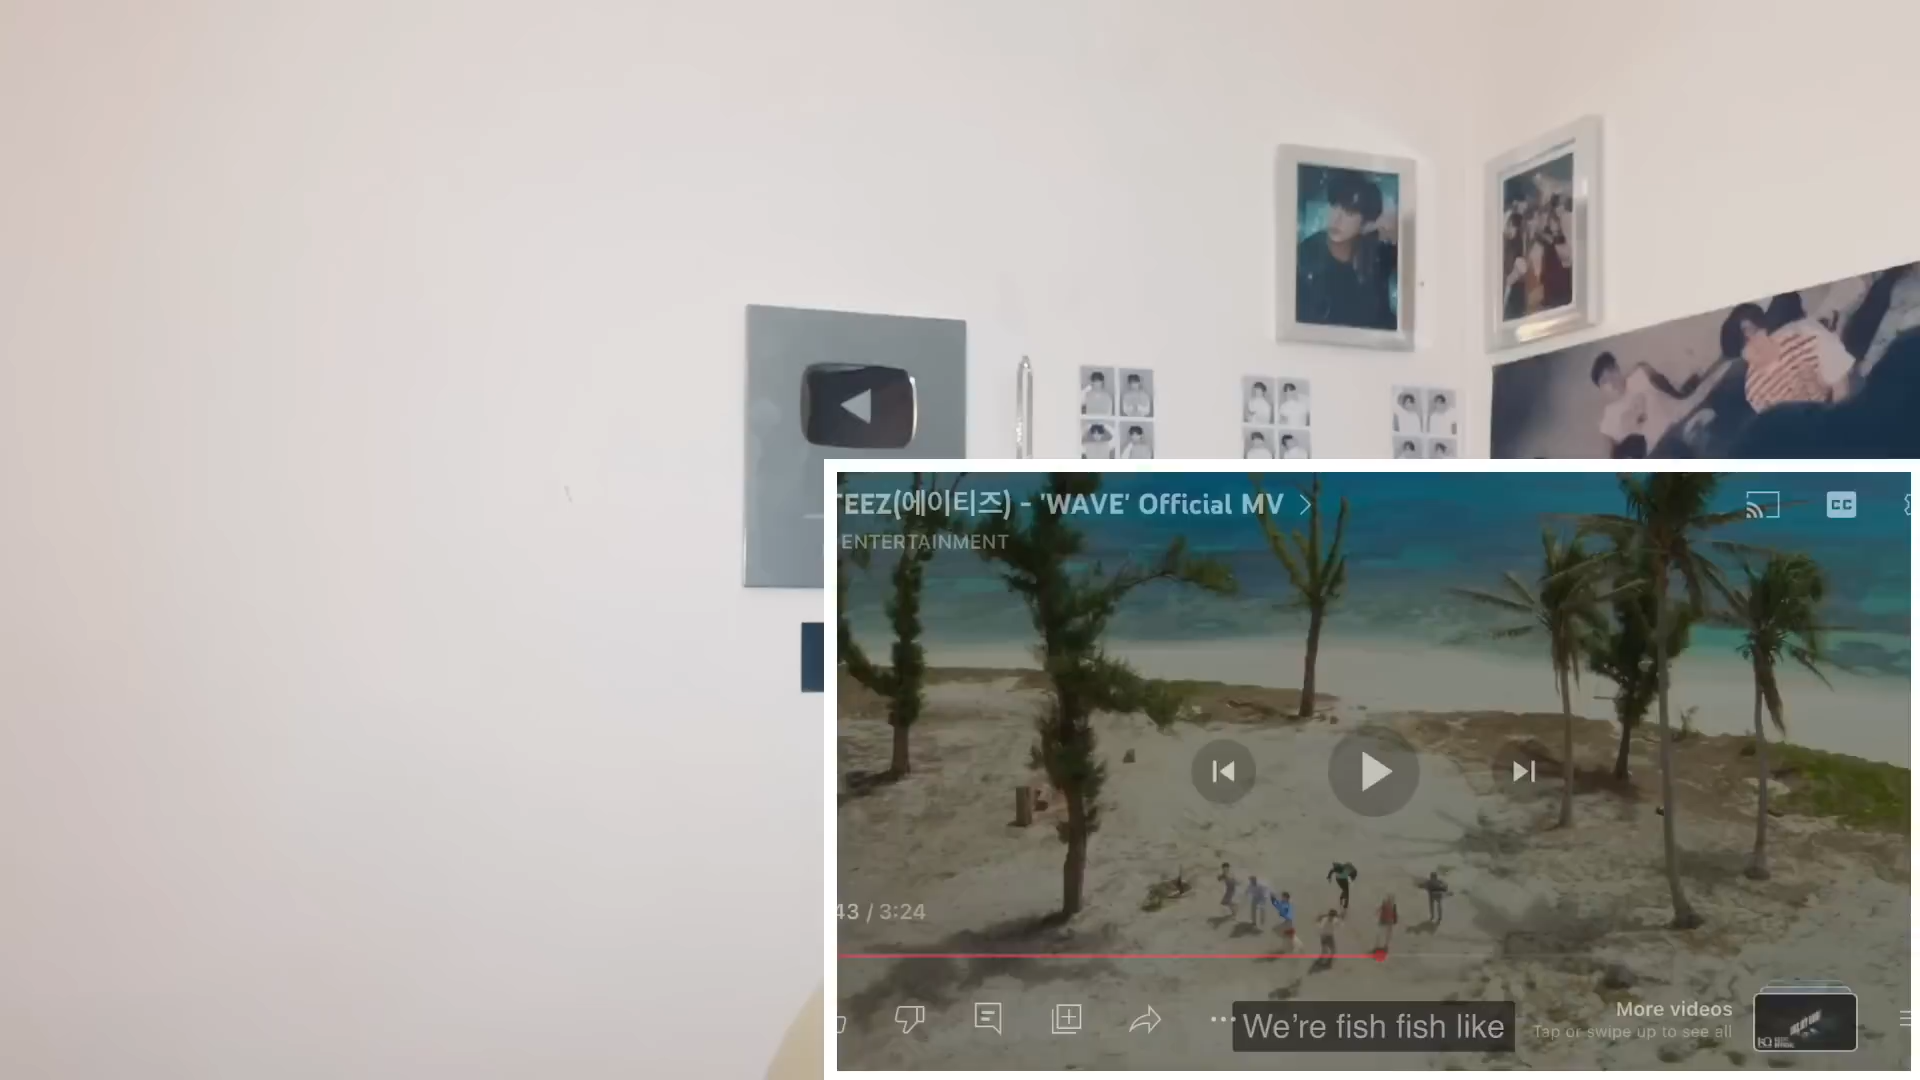 TEEZ(에이티즈) - 'WAVE' Official MV
ENTERTAINMENT
43 / 3:24
More videos
We're fish fish like
Tap or swipe up to see all